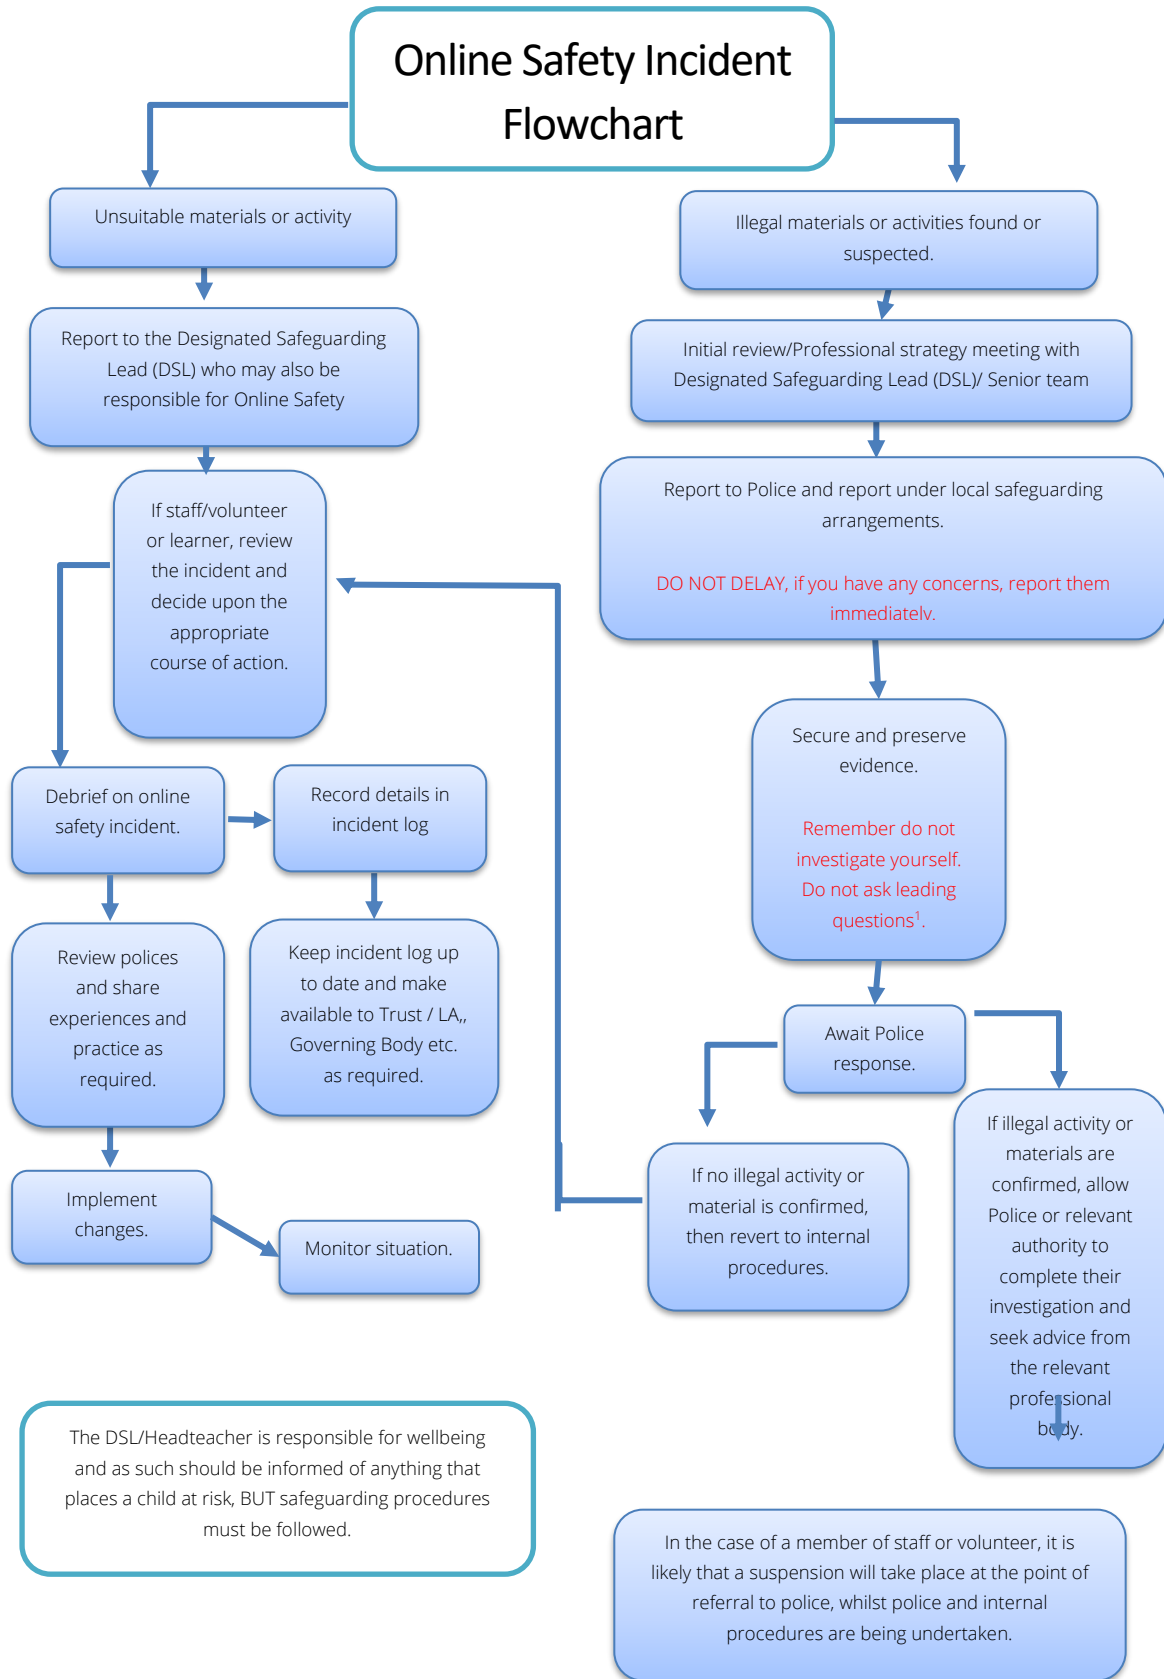 Online Safety Incident
Flowchart
Unsuitable materials or activity
Report to the Designated Safeguarding
Lead (DSL) who may also be
responsible for Online Safety
If staff/volunteer
or learner, review
the incident and
decide upon the
appropriate
course of action.
Debrief on online
safety incident.
Record details in
incident log
Review polices
and share
experiences and
practice as
required.
Keep incident log up
to date and make
available to Trust / LA,,
Governing Body etc.
as required.
Implement
changes.
Monitor situation.
Illegal materials or activities found or
suspected.
Initial review/Professional strategy meeting with
Designated Safeguarding Lead (DSL)/ Senior team
Report to Police and report under local safeguarding
arrangements.
DO NOT DELAY, if you have any concerns, report them
immediately.
Secure and preserve
evidence.
Remember do not
investigate yourself.
Do not ask leading
questions¹.
Await Police
response.
If no illegal activity or
material is confirmed,
then revert to internal
procedures.
If illegal activity or
materials are
confirmed, allow
Police or relevant
authority to
complete their
investigation and
seek advice from
the relevant
professional
body.
The DSL/Headteacher is responsible for wellbeing
and as such should be informed of anything that
places a child at risk, BUT safeguarding procedures
must be followed.
In the case of a member of staff or volunteer, it is
likely that a suspension will take place at the point of
referral to police, whilst police and internal
procedures are being undertaken.